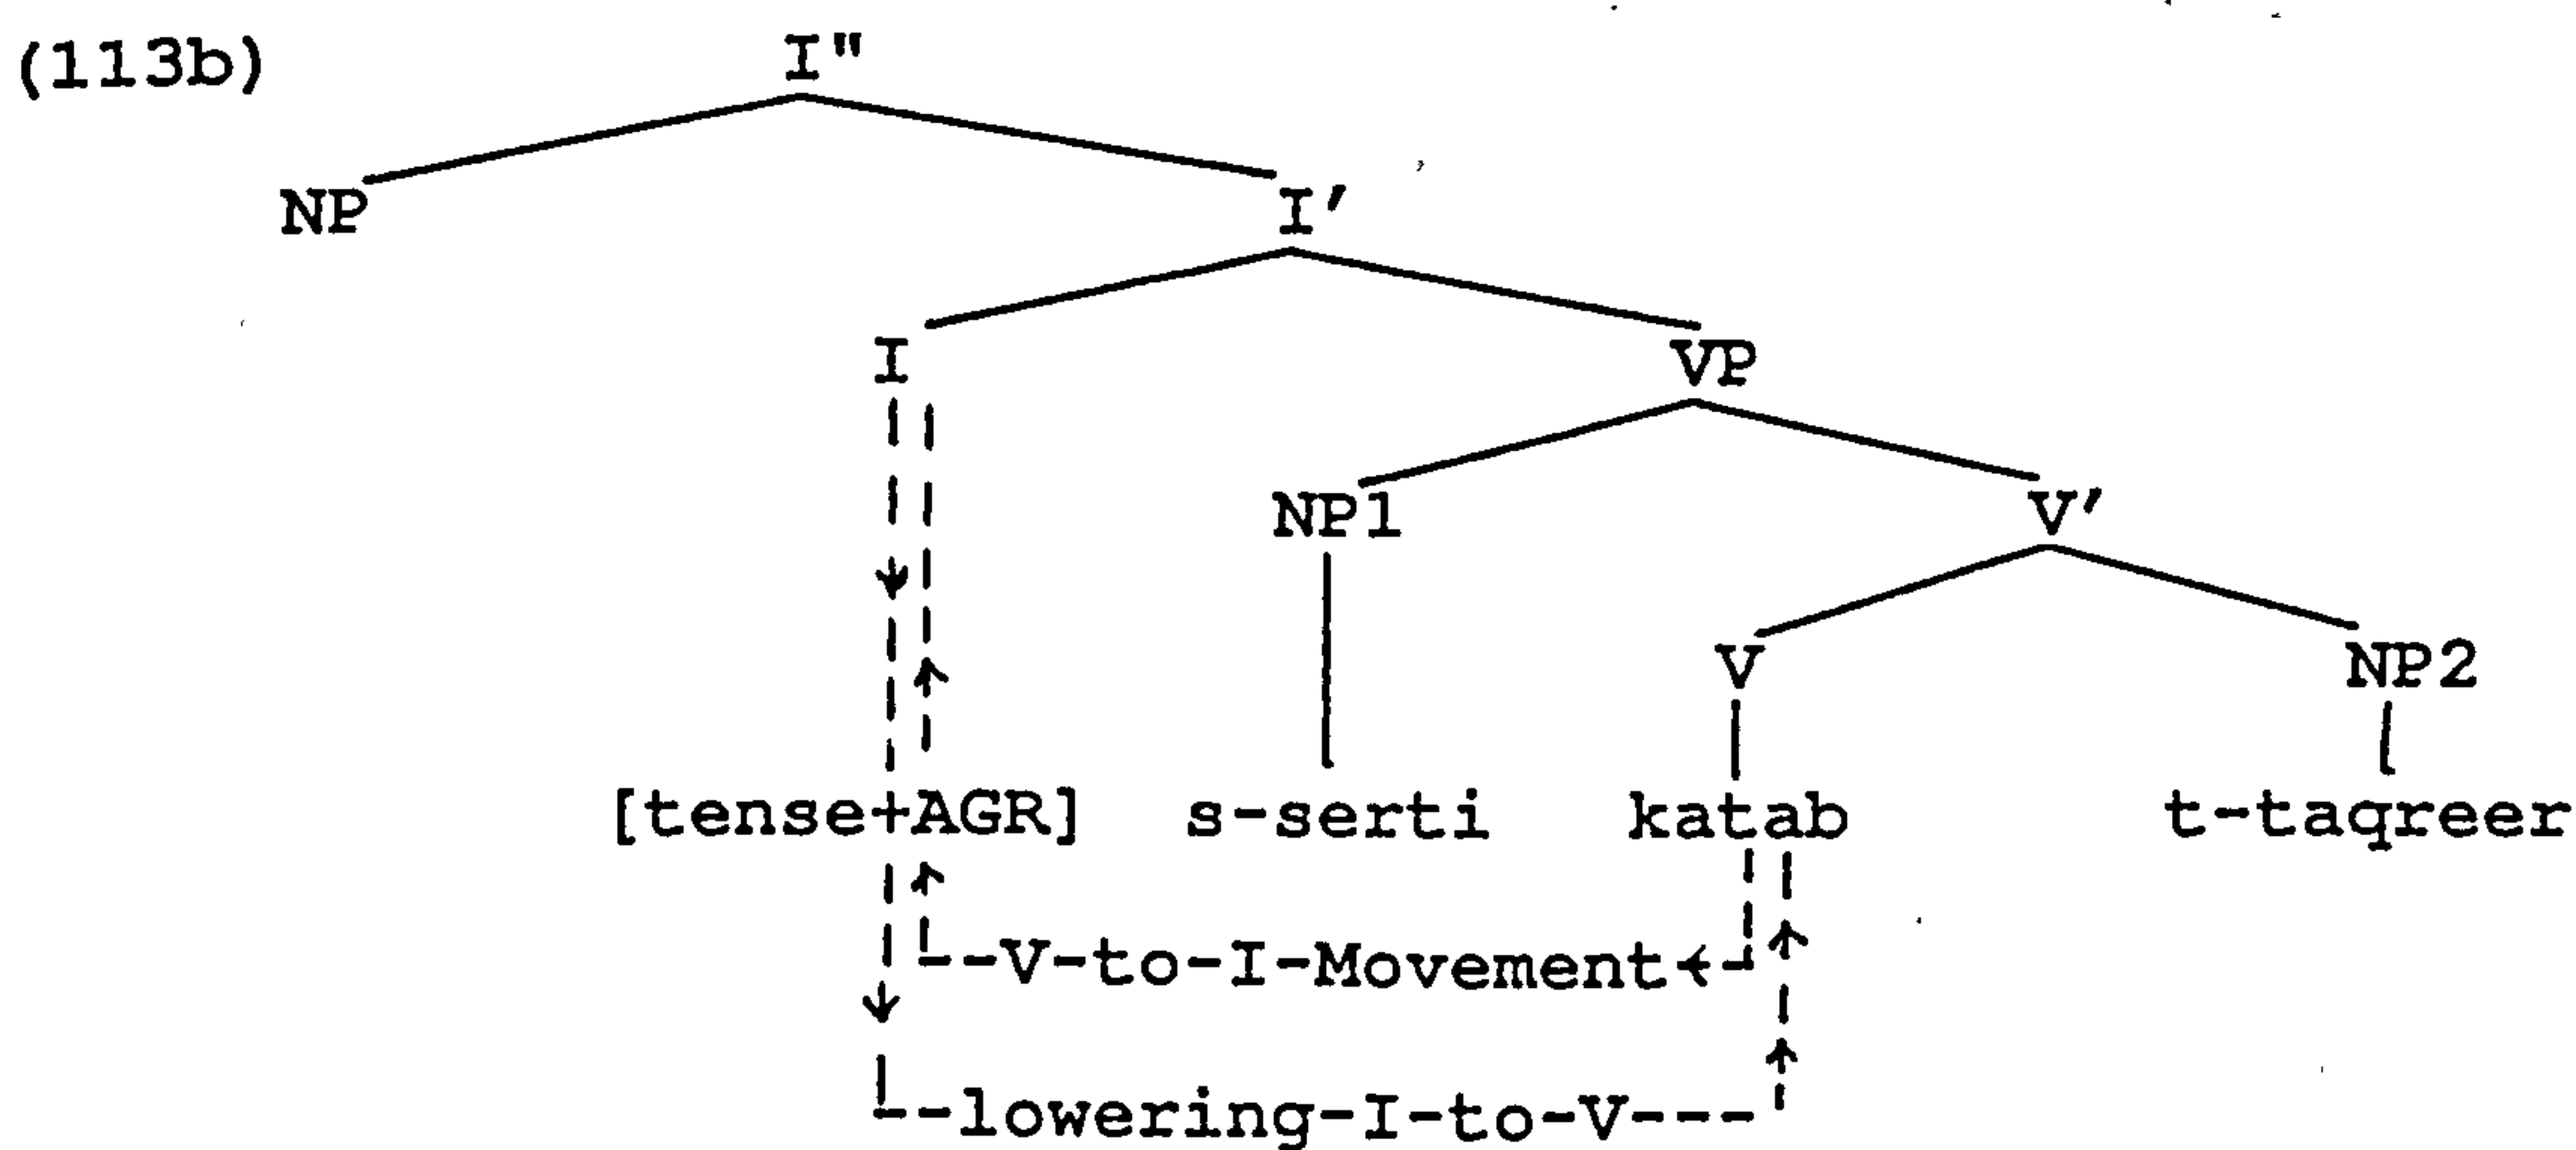 (113b) I"
NP I'
I VP
NP1 V'
V NP2
[tense+AGR] s-serti katab t-taqreer
--V-to-I-Movement<-
--lowering-I-to-V---